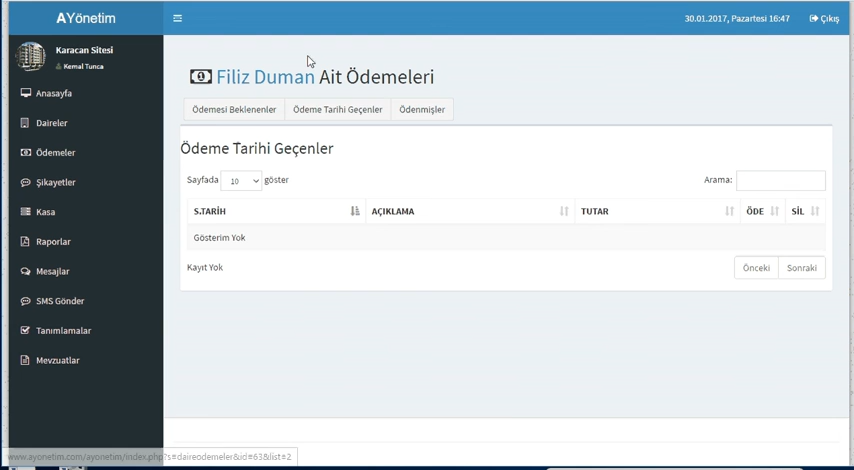 AYönetim
30.01.2017, Pazartesi 16:47
Çıkış
Karacan Sitesi
Kemal Tunca
Anasayfa
Daireler
Ödemeler
Şikayetler
Kasa
Raporlar
Mesajlar
SMS Gönder
Tanımlamalar
Mevzuatlar
Filiz Duman Ait Ödemeleri
Ödemesi Beklenenler Ödeme Tarihi Geçenler Ödenmişler
Ödeme Tarihi Geçenler
Sayfada 10 göster Arama:
S.TARİH AÇIKLAMA TUTAR ÖDE SİL
Gösterim Yok
Kayıt Yok Önceki Sonraki
www.ayonetim.com/ayonetim/index.php?s=daireodemeler&id=63&list=2